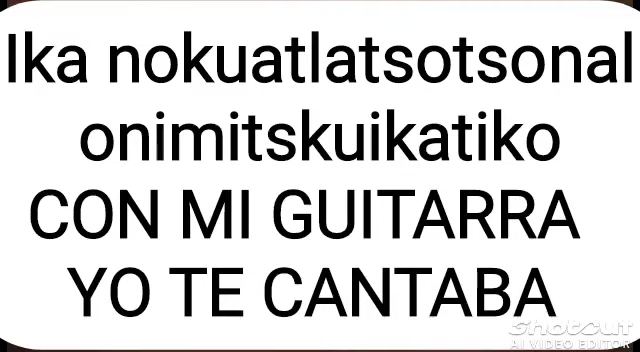 Ika nokuatlatsotsonal
onimitskuikatiko
CON MI GUITARRA
YO TE CANTABA
Shotcut
AI VIDEO EDITOR